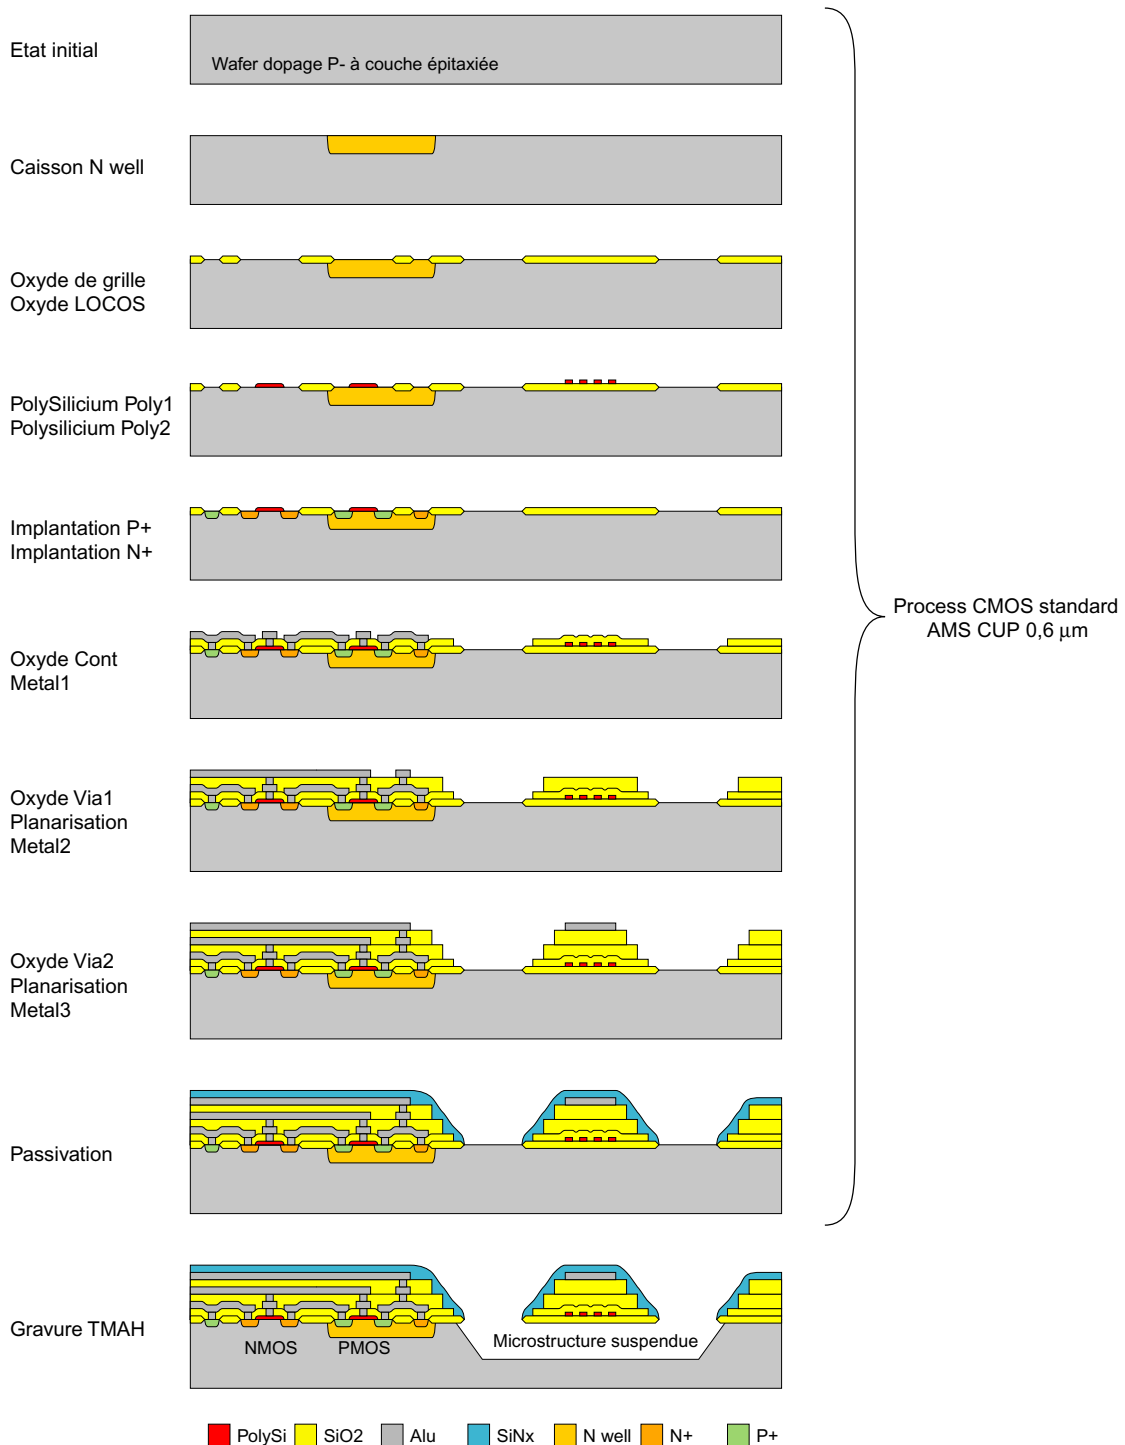 Etat initial
Wafer dopage P- à couche épitaxiée
Caisson N well
Oxyde de grille
Oxyde LOCOS
PolySilicium Poly1
Polysilicium Poly2
Implantation P+
Implantation N+
Process CMOS standard
AMS CUP 0,6 μm
Oxyde Cont
Metal1
Oxyde Via1
Planarisation
Metal2
Oxyde Via2
Planarisation
Metal3
Passivation
Gravure TMAH
NMOS
PMOS
Microstructure suspendue
PolySi
SiO2
Alu
SiNx
N well
N+
P+